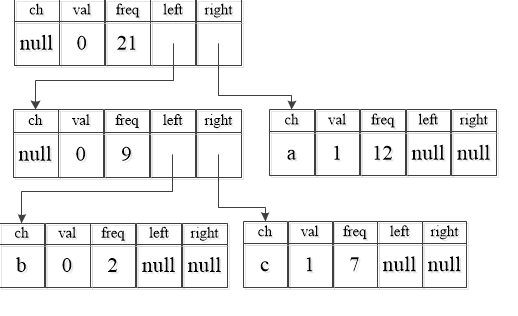 ch val freq left right
null 0 21
ch val freq left right
null 0 9
ch val freq left right
a 1 12 null null
ch val freq left right
b 0 2 null null
ch val freq left right
c 1 7 null null